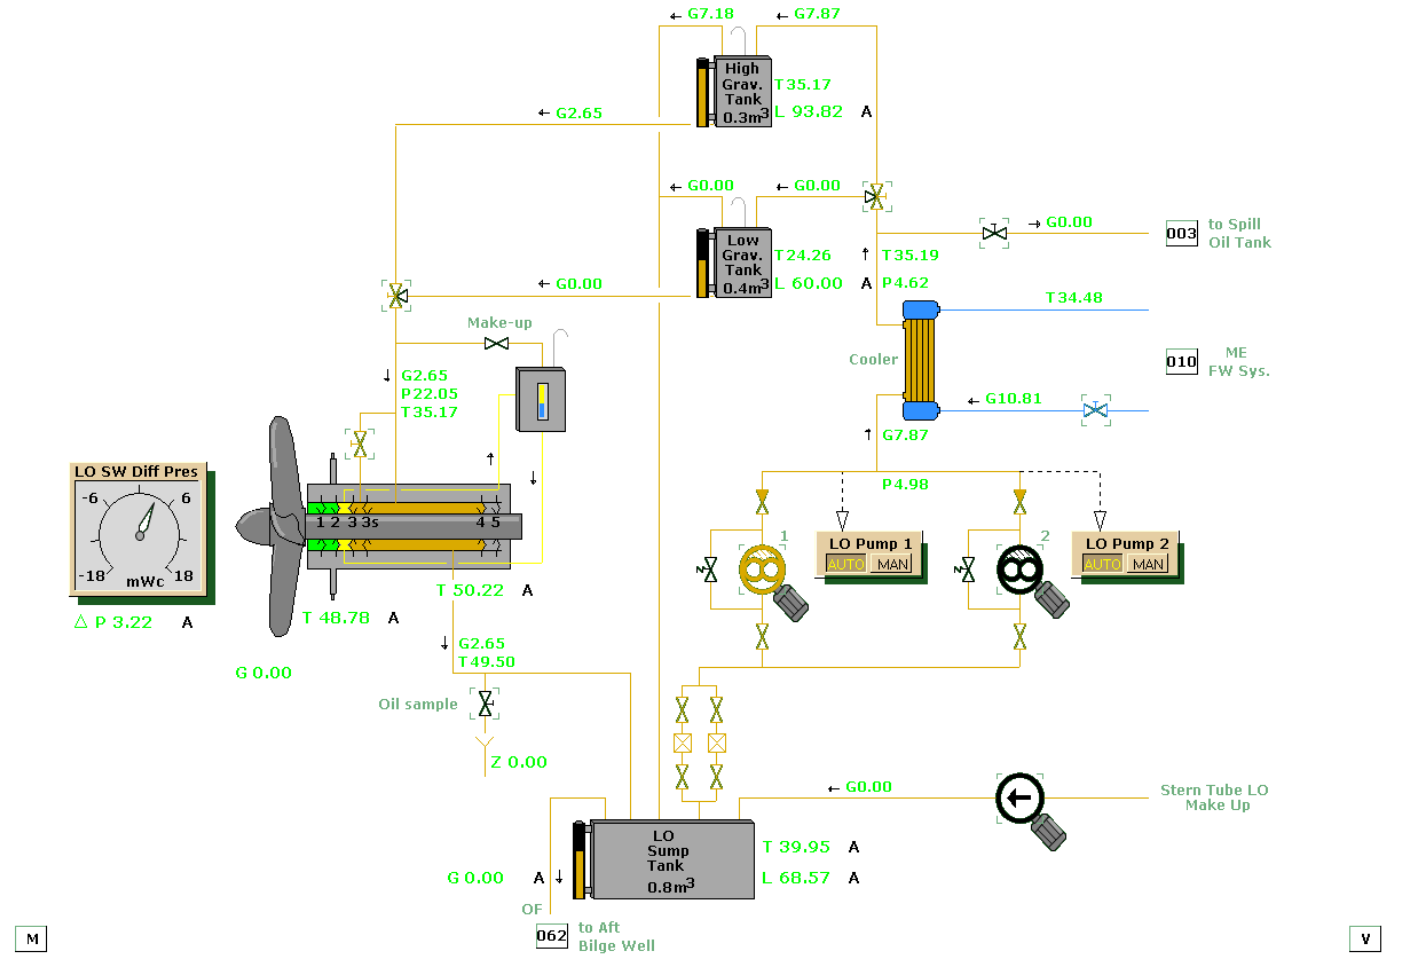 G7.18
G7.87
High
Grav.
Tank
0.3m3
T35.17
L 93.82 A
G2.65
G0.00
G0.00
Low
Grav.
Tank
0.4m3
T24.26
L 60.00 A
G0.00
003
to Spill
Oil Tank
G0.00
T35.19
P4.62
T34.48
Cooler
010
ME
FW Sys.
G10.81
G7.87
P4.98
Make-up
G2.65
P22.05
T35.17
LO SW Diff Pres
-6
6
-18
18
mWc
△ P 3.22 A
1 2 3 3s 4 5
T 50.22 A
T 48.78 A
G 0.00
G2.65
T49.50
Oil sample
Z 0.00
1
LO Pump 1
AUTO MAN
2
LO Pump 2
AUTO MAN
G0.00
Stern Tube LO
Make Up
LO
Sump
Tank
0.8m3
T 39.95 A
L 68.57 A
G 0.00 A
OF
062
to Aft
Bilge Well
M
V